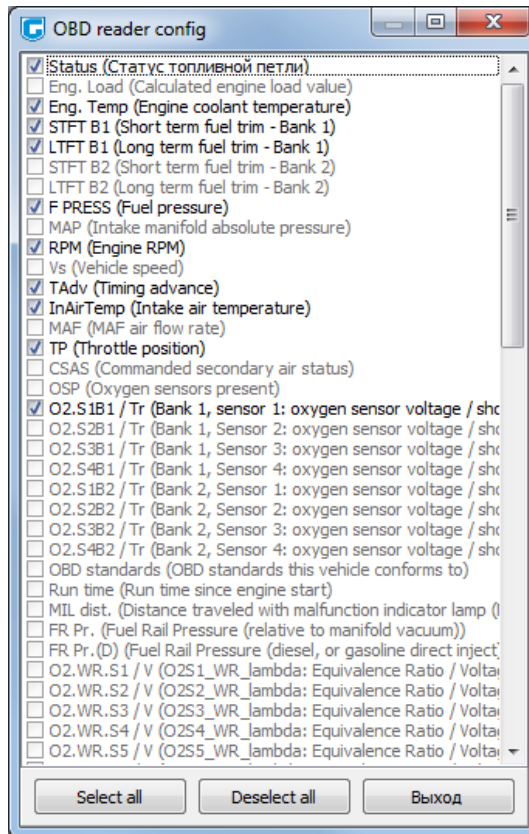 OBD reader config
Status (Статус топливной петли)
Eng. Load (Calculated engine load value)
Eng. Temp (Engine coolant temperature)
STFT B1 (Short term fuel trim - Bank 1)
LTFT B1 (Long term fuel trim - Bank 1)
STFT B2 (Short term fuel trim - Bank 2)
LTFT B2 (Long term fuel trim - Bank 2)
F PRESS (Fuel pressure)
MAP (Intake manifold absolute pressure)
RPM (Engine RPM)
Vs (Vehicle speed)
TAdv (Timing advance)
InAirTemp (Intake air temperature)
MAF (MAF air flow rate)
TP (Throttle position)
CSAS (Commanded secondary air status)
OSP (Oxygen sensors present)
O2.S1B1 / Tr (Bank 1, sensor 1: oxygen sensor voltage / sho
O2.S2B1 / Tr (Bank 1, Sensor 2: oxygen sensor voltage / sho
O2.S3B1 / Tr (Bank 1, Sensor 3: oxygen sensor voltage / sho
O2.S4B1 / Tr (Bank 1, Sensor 4: oxygen sensor voltage / sho
O2.S1B2 / Tr (Bank 2, Sensor 1: oxygen sensor voltage / sho
O2.S2B2 / Tr (Bank 2, Sensor 2: oxygen sensor voltage / sho
O2.S3B2 / Tr (Bank 2, Sensor 3: oxygen sensor voltage / sho
O2.S4B2 / Tr (Bank 2, Sensor 4: oxygen sensor voltage / sho
OBD standards (OBD standards this vehicle conforms to)
Run time (Run time since engine start)
MIL dist. (Distance traveled with malfunction indicator lamp (
FR Pr. (Fuel Rail Pressure (relative to manifold vacuum))
FR Pr.(D) (Fuel Rail Pressure (diesel, or gasoline direct inject
O2.WR.S1 / V (O2S1_WR_lambda: Equivalence Ratio / Volta
O2.WR.S2 / V (O2S2_WR_lambda: Equivalence Ratio / Volta
O2.WR.S3 / V (O2S3_WR_lambda: Equivalence Ratio / Volta
O2.WR.S4 / V (O2S4_WR_lambda: Equivalence Ratio / Volta
O2.WR.S5 / V (O2S5_WR_lambda: Equivalence Ratio / Volta
Select all Deselect all Выход